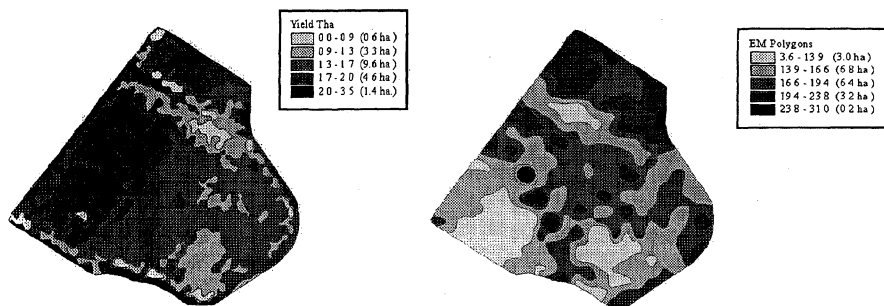 Yield Tha
0.0 - 0.9 (0.6 ha)
0.9 - 1.3 (3.3 ha)
1.3 - 1.7 (9.6 ha)
1.7 - 2.0 (4.6 ha)
2.0 - 3.5 (1.4 ha.)
EM Polygons
3.6 - 13.9 (3.0 ha)
13.9 - 16.6 (6.8 ha)
16.6 - 19.4 (6.4 ha)
19.4 - 23.8 (3.2 ha)
23.8 - 31.0 (0.2 ha)